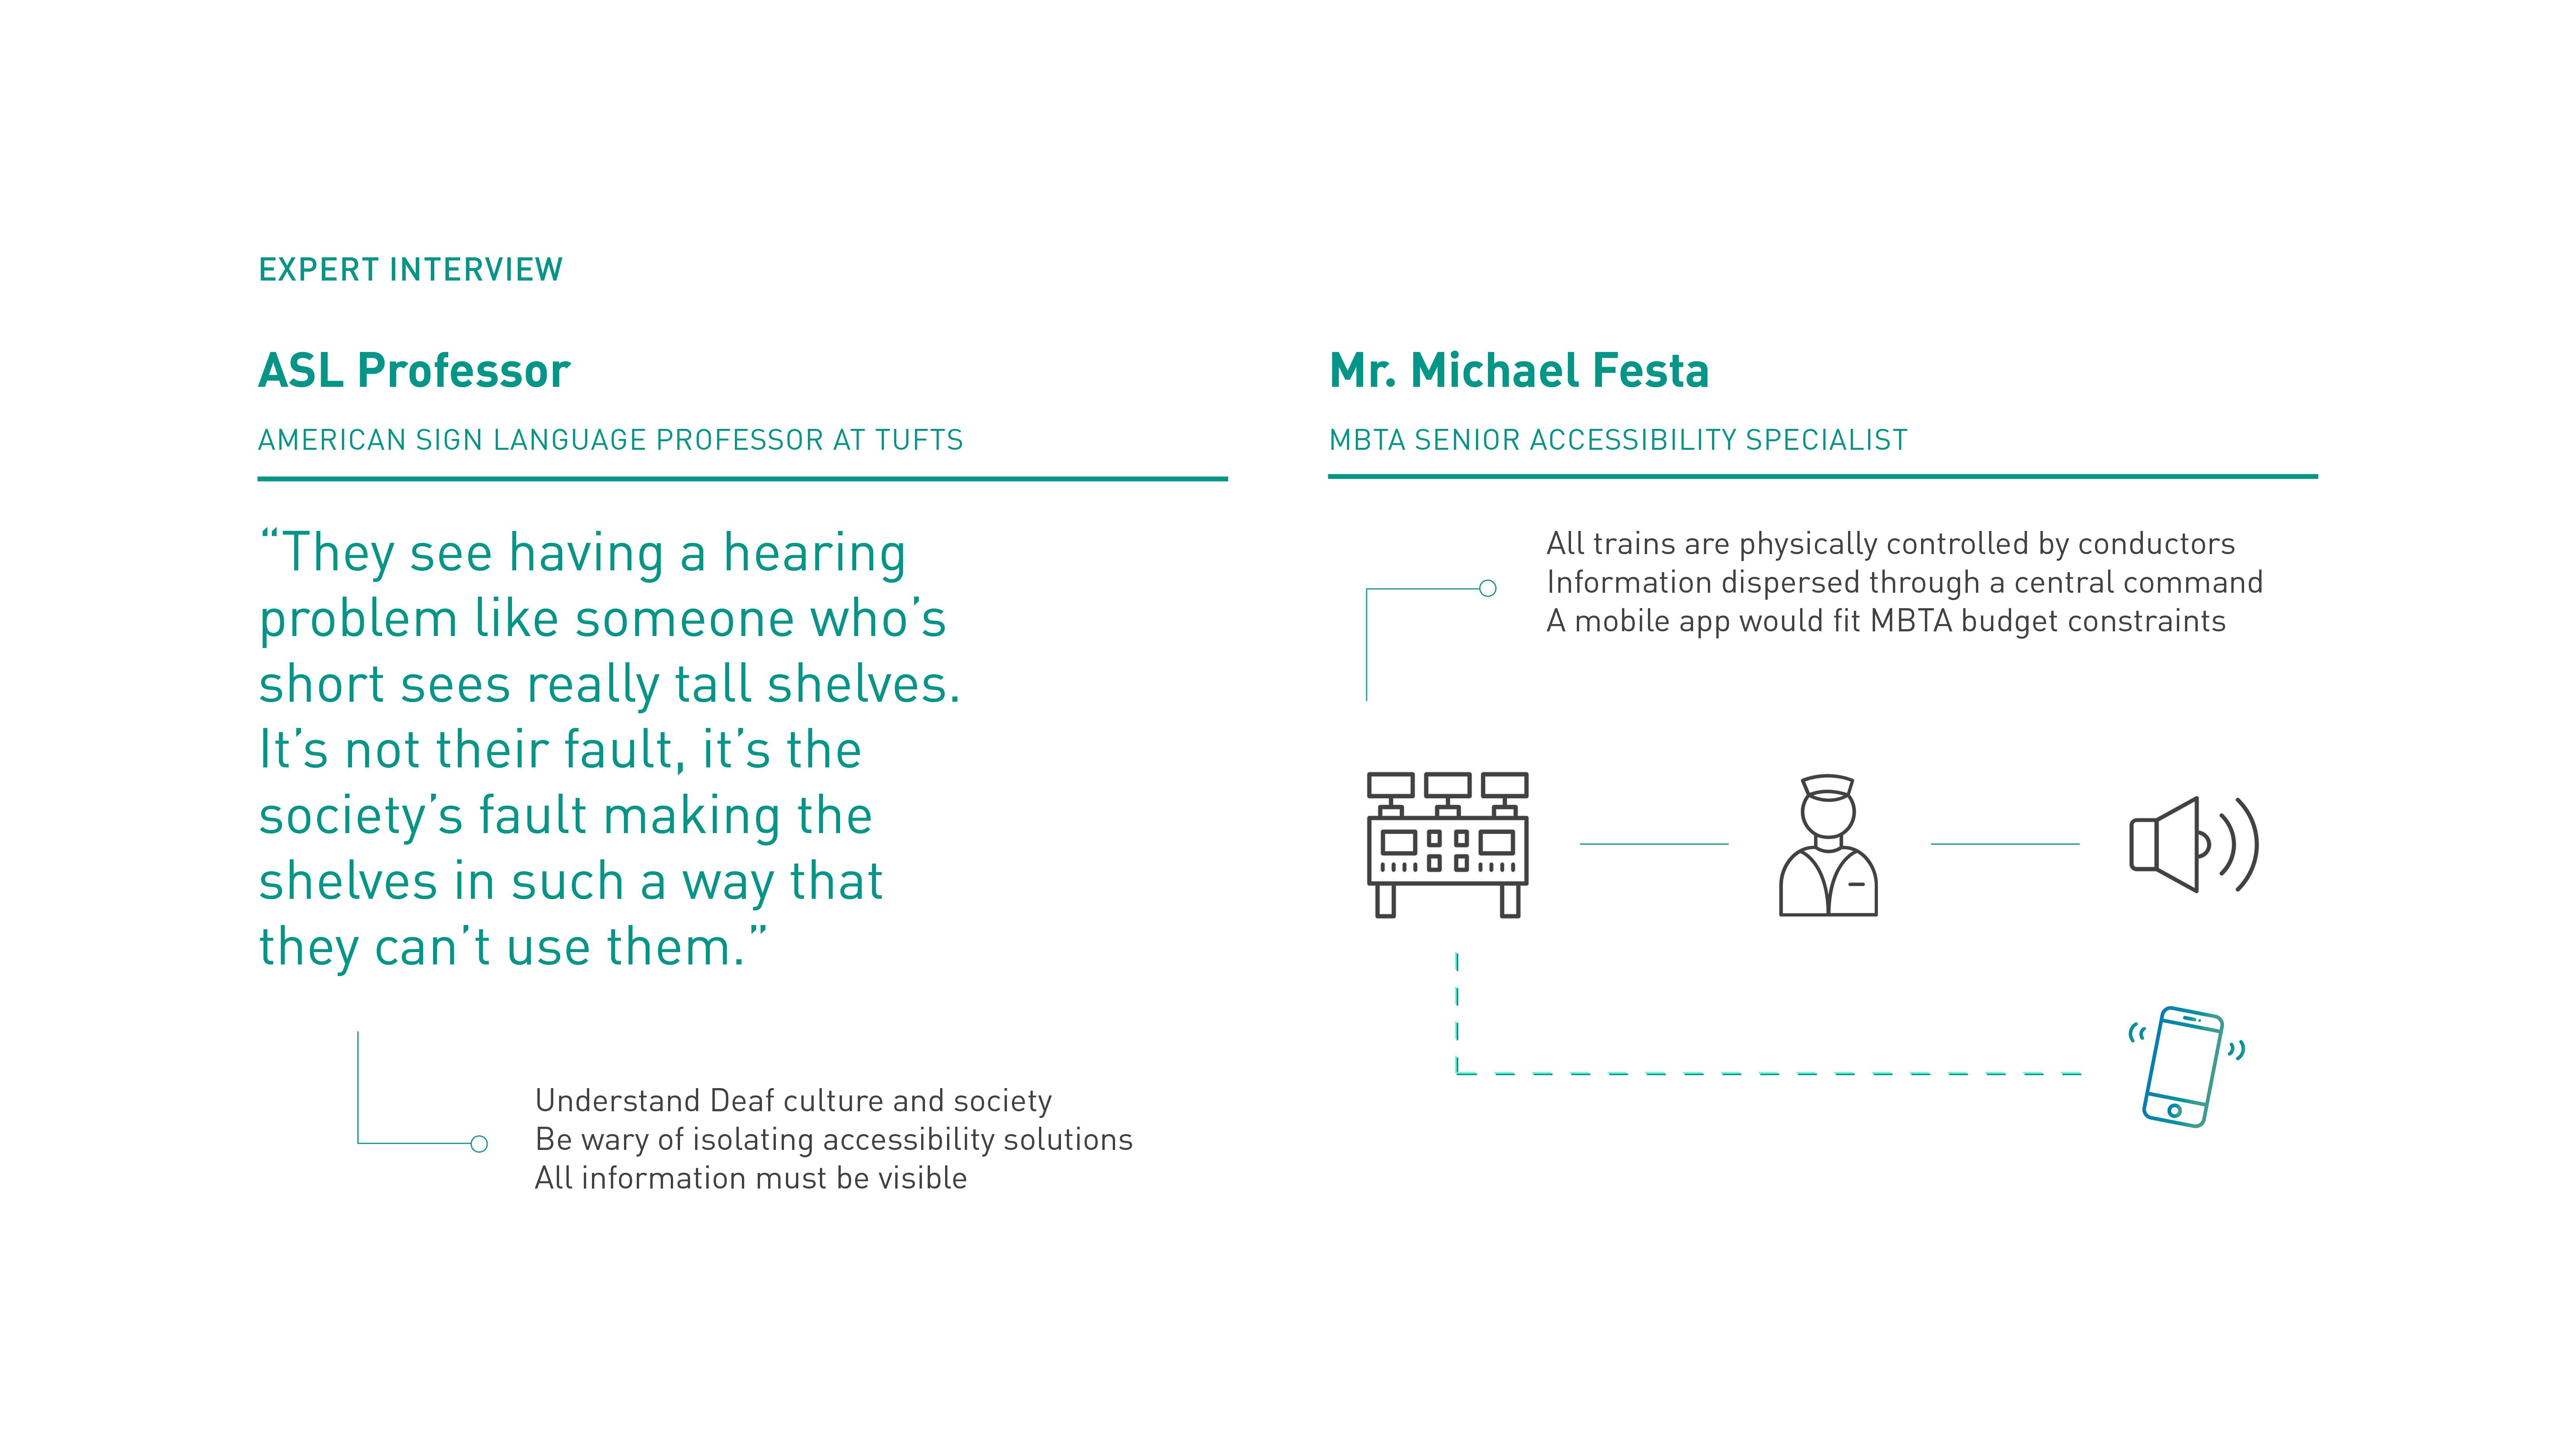 EXPERT INTERVIEW
ASL Professor
AMERICAN SIGN LANGUAGE PROFESSOR AT TUFTS
“They see having a hearing
problem like someone who’s
short sees really tall shelves.
It’s not their fault, it’s the
society’s fault making the
shelves in such a way that
they can’t use them.”
Understand Deaf culture and society
Be wary of isolating accessibility solutions
All information must be visible
Mr. Michael Festa
MBTA SENIOR ACCESSIBILITY SPECIALIST
All trains are physically controlled by conductors
Information dispersed through a central command
A mobile app would fit MBTA budget constraints